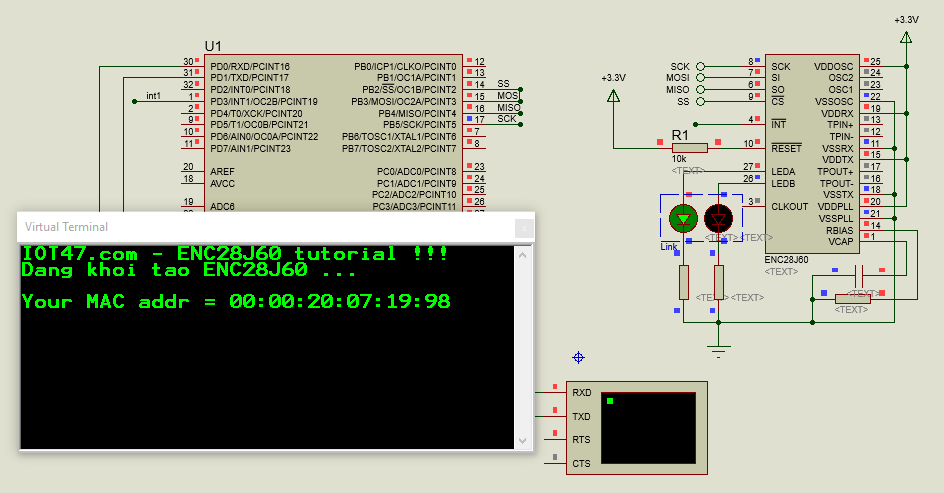 U1
30 PD0/RXD/PCINT16
31 PD1/TXD/PCINT17
32 PD2/INT0/PCINT18
1 PD3/INT1/OC2B/PCINT19
2 PD4/T0/XCK/PCINT20
9 PD5/T1/OC0B/PCINT21
10 PD6/AIN0/OC0A/PCINT22
11 PD7/AIN1/PCINT23
20 AREF
18 AVCC
19 ADC6
int1
PB0/ICP1/CLKO/PCINT0 12
PB1/OC1A/PCINT1 13
PB2/SS/OC1B/PCINT2 14 SS
PB3/MOSI/OC2A/PCINT3 15 MOS
PB4/MISO/PCINT4 16 MISO
PB5/SCK/PCINT5 17 SCK
PB6/TOSC1/XTAL1/PCINT6 7
PB7/TOSC2/XTAL2/PCINT7 8
PC0/ADC0/PCINT8 23
PC1/ADC1/PCINT9 24
PC2/ADC2/PCINT10 25
PC3/ADC3/PCINT11 26
Virtual Terminal
IOT47.com - ENC28J60 tutorial !!!
Dang khoi tao ENC28J60 ...
Your MAC addr = 00:00:20:07:19:98
+3.3V
+3.3V
R1
10k
<TEXT>
SCK 8 SCK
MOSI 7 SI
MISO 6 SO
SS 9 CS
4 INT
10 RESET
27 LEDA
26 LEDB
3 CLKOUT
VDDOSC 25
OSC2 24
OSC1 23
VSSOSC 22
VDDRX 19
TPIN+ 13
TPIN- 12
VSSRX 11
VDDTX 15
TPOUT+ 17
TPOUT- 16
VSSTX 18
VDDPLL 20
VSSPLL 21
RBIAS 14
VCAP 1
ENC28J60
<TEXT>
Link
<TEXT>
<TEXT>
<TEXT>
<TEXT>
<TEXT>
<TEXT>
RXD
TXD
RTS
CTS